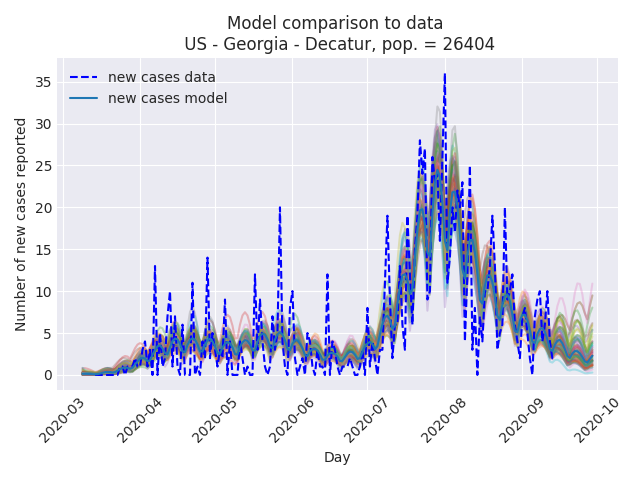 Model comparison to data
US - Georgia - Decatur, pop. = 26404
new cases data
new cases model
Number of new cases reported
35
30
25
20
15
10
5
0
2020-03
2020-04
2020-05
2020-06
2020-07
2020-08
2020-09
2020-10
Day